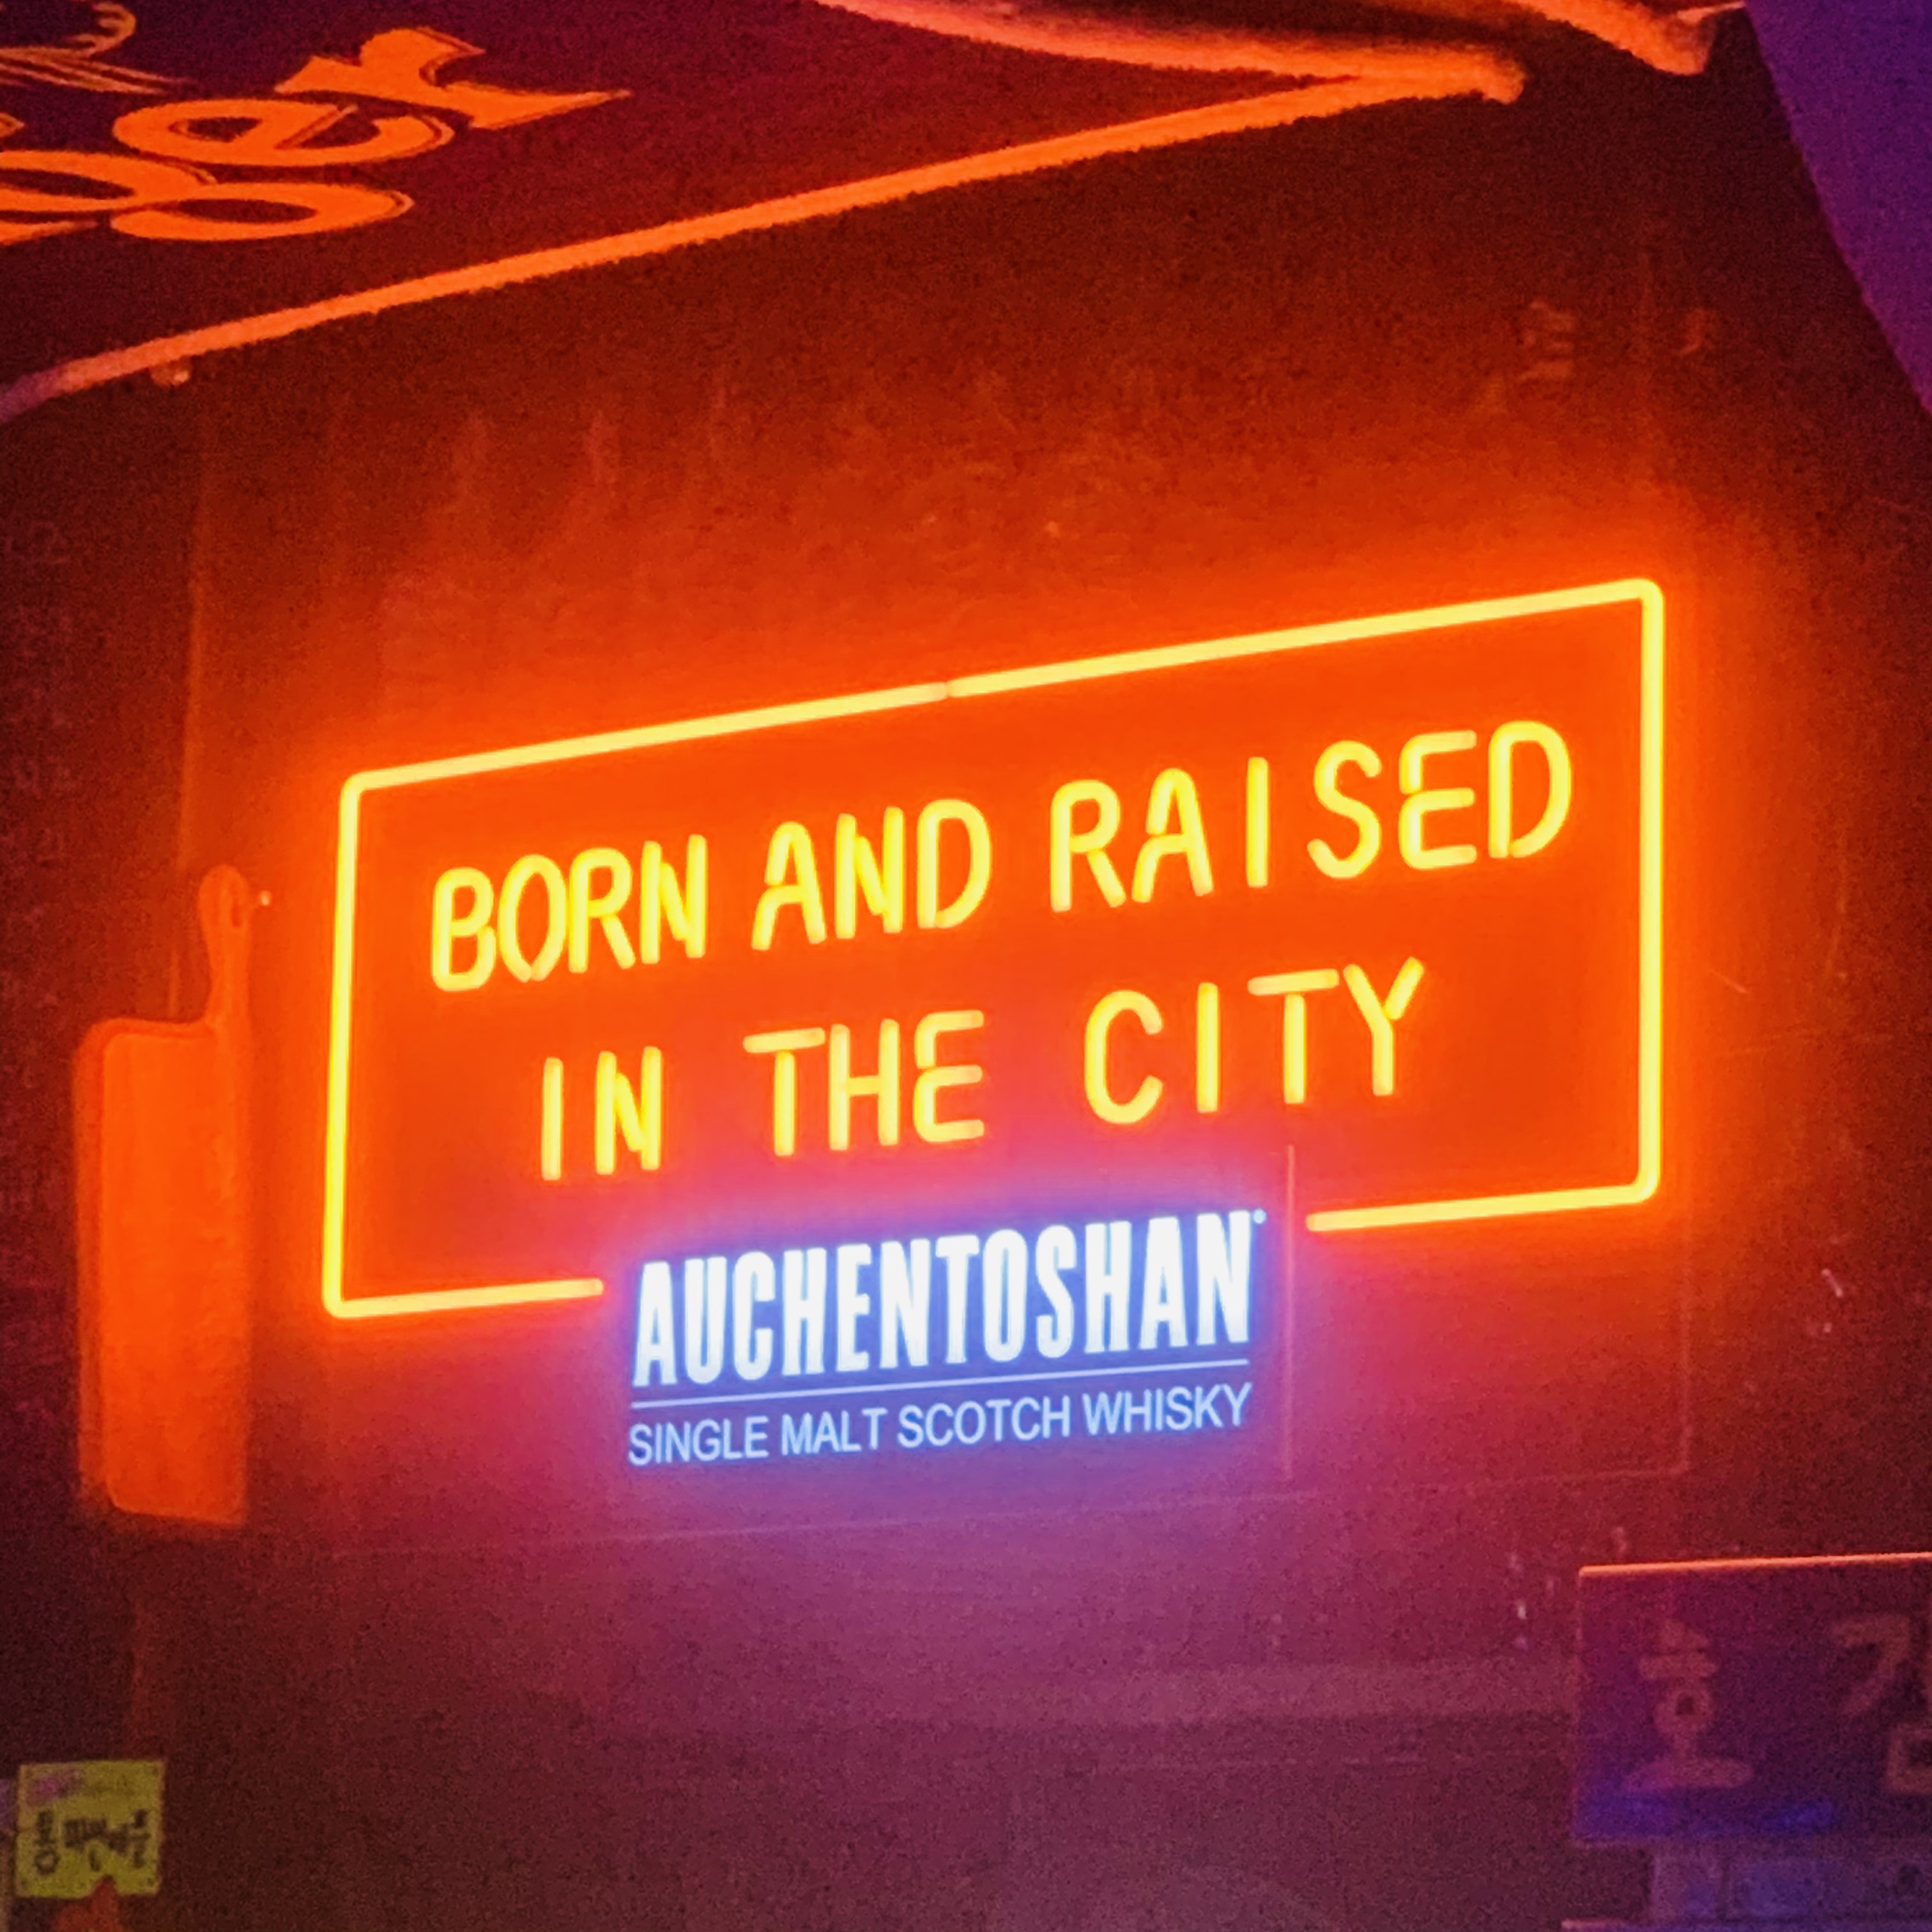 BORN AND RAISED
IN THE CITY
AUCHENTOSHAN
SINGLE MALT SCOTCH WHISKY